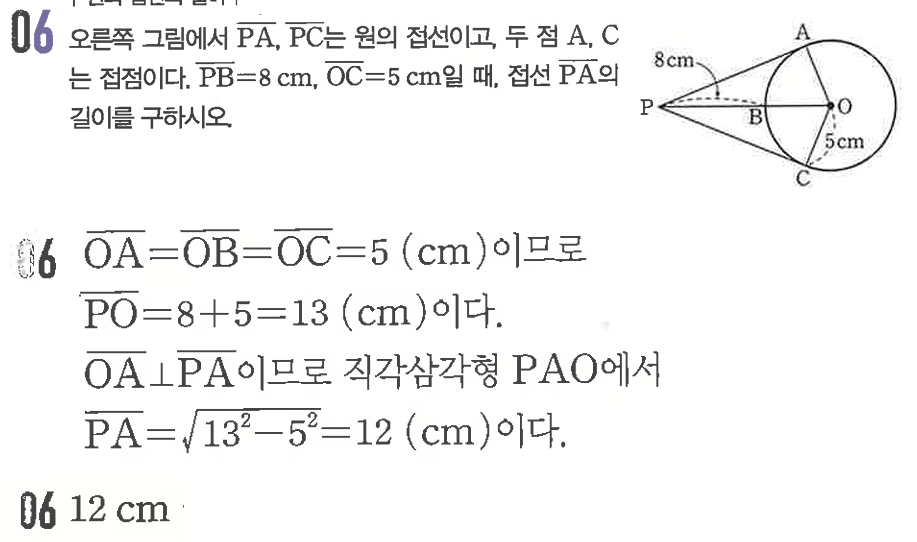 06 오른쪽 그림에서 PA, PC는 원의 접선이고, 두 점 A, C
는 접점이다. PB=8 cm, OC=5 cm일 때, 접선 PA의
길이를 구하시오.
A
8cm
P
B
O
5cm
C
06 OA=OB=OC=5 (cm)이므로
PO=8+5=13 (cm)이다.
OA⊥PA이므로 직각삼각형 PAO에서
PA=√13²-5²=12 (cm)이다.
06 12 cm